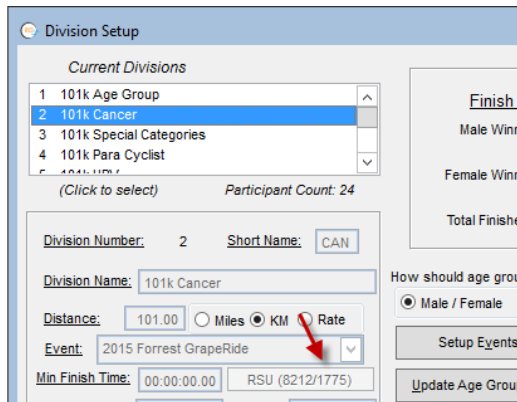 Division Setup
Current Divisions
1 101k Age Group
2 101k Cancer
3 101k Special Categories
4 101k Para Cyclist
(Click to select) Participant Count: 24
Division Number: 2 Short Name: CAN
Division Name: 101k Cancer
Distance: 101.00 Miles KM Rate
Event: 2015 Forrest GrapeRide
Min Finish Time: 00:00:00.00 RSU (8212/1775)
Finish
Male Winn
Female Winn
Total Finishe
How should age grou
Male / Female
Setup Events
Update Age Grou